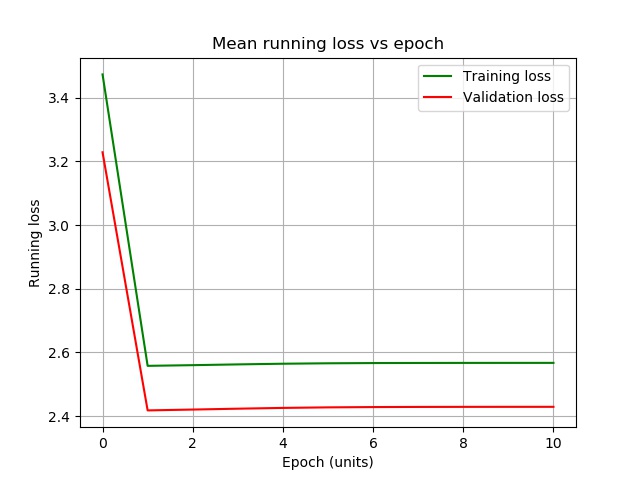 Mean running loss vs epoch
Training loss
Validation loss
3.4
3.2
3.0
2.8
2.6
2.4
Running loss
0 2 4 6 8 10
Epoch (units)